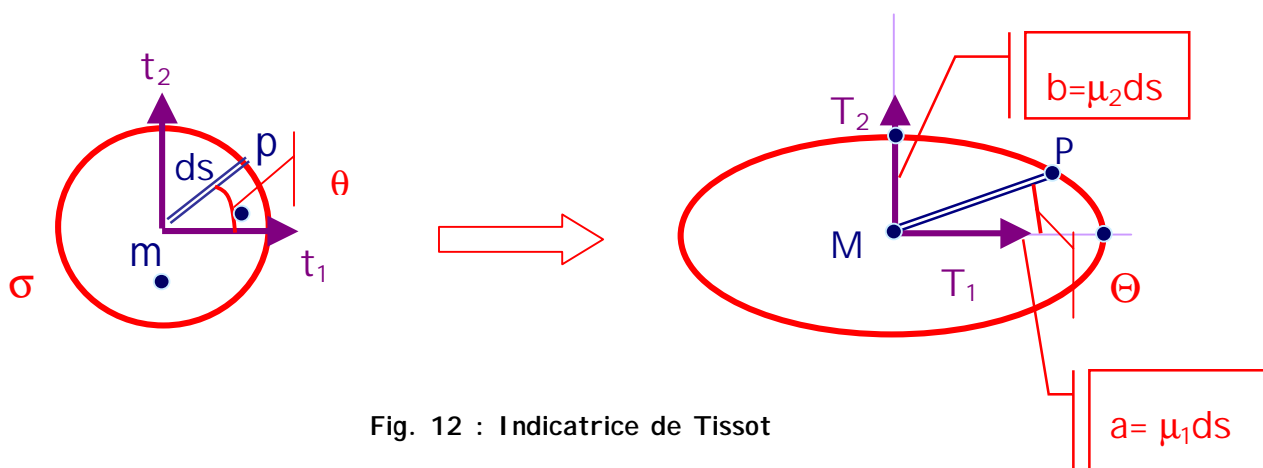 t₂
p
ds
θ
m
t₁
σ
T₂
b=μ₂ds
P
M
T₁
Θ
a= μ₁ds
Fig. 12 : Indicatrice de Tissot